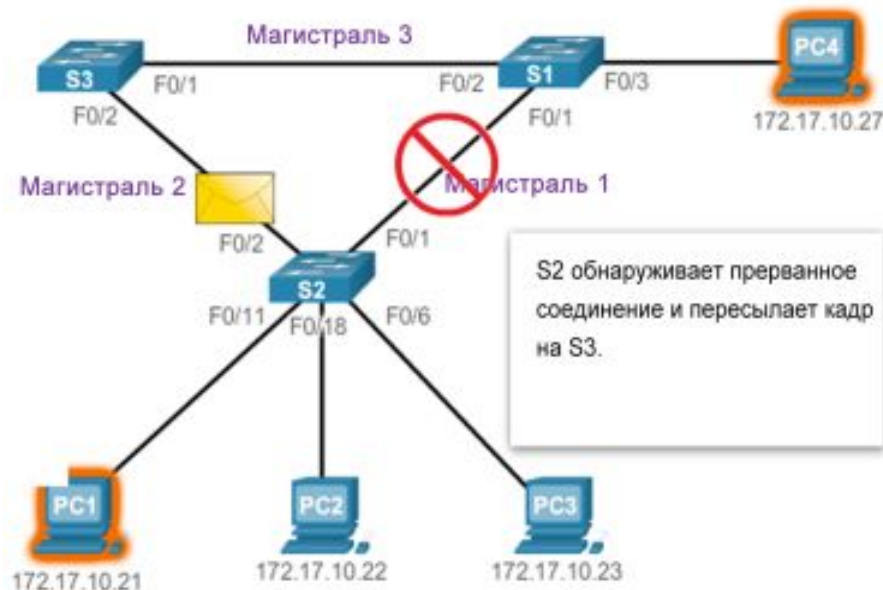 Магистраль 3
PC4
S3
S1
F0/1
F0/2
F0/3
F0/2
F0/1
172.17.10.27
Магистраль 2
Магистраль 1
F0/2
F0/1
S2
S2 обнаруживает прерванное
соединение и пересылает кадр
на S3.
F0/11
F0/18
F0/6
PC1
PC2
PC3
172.17.10.21
172.17.10.22
172.17.10.23